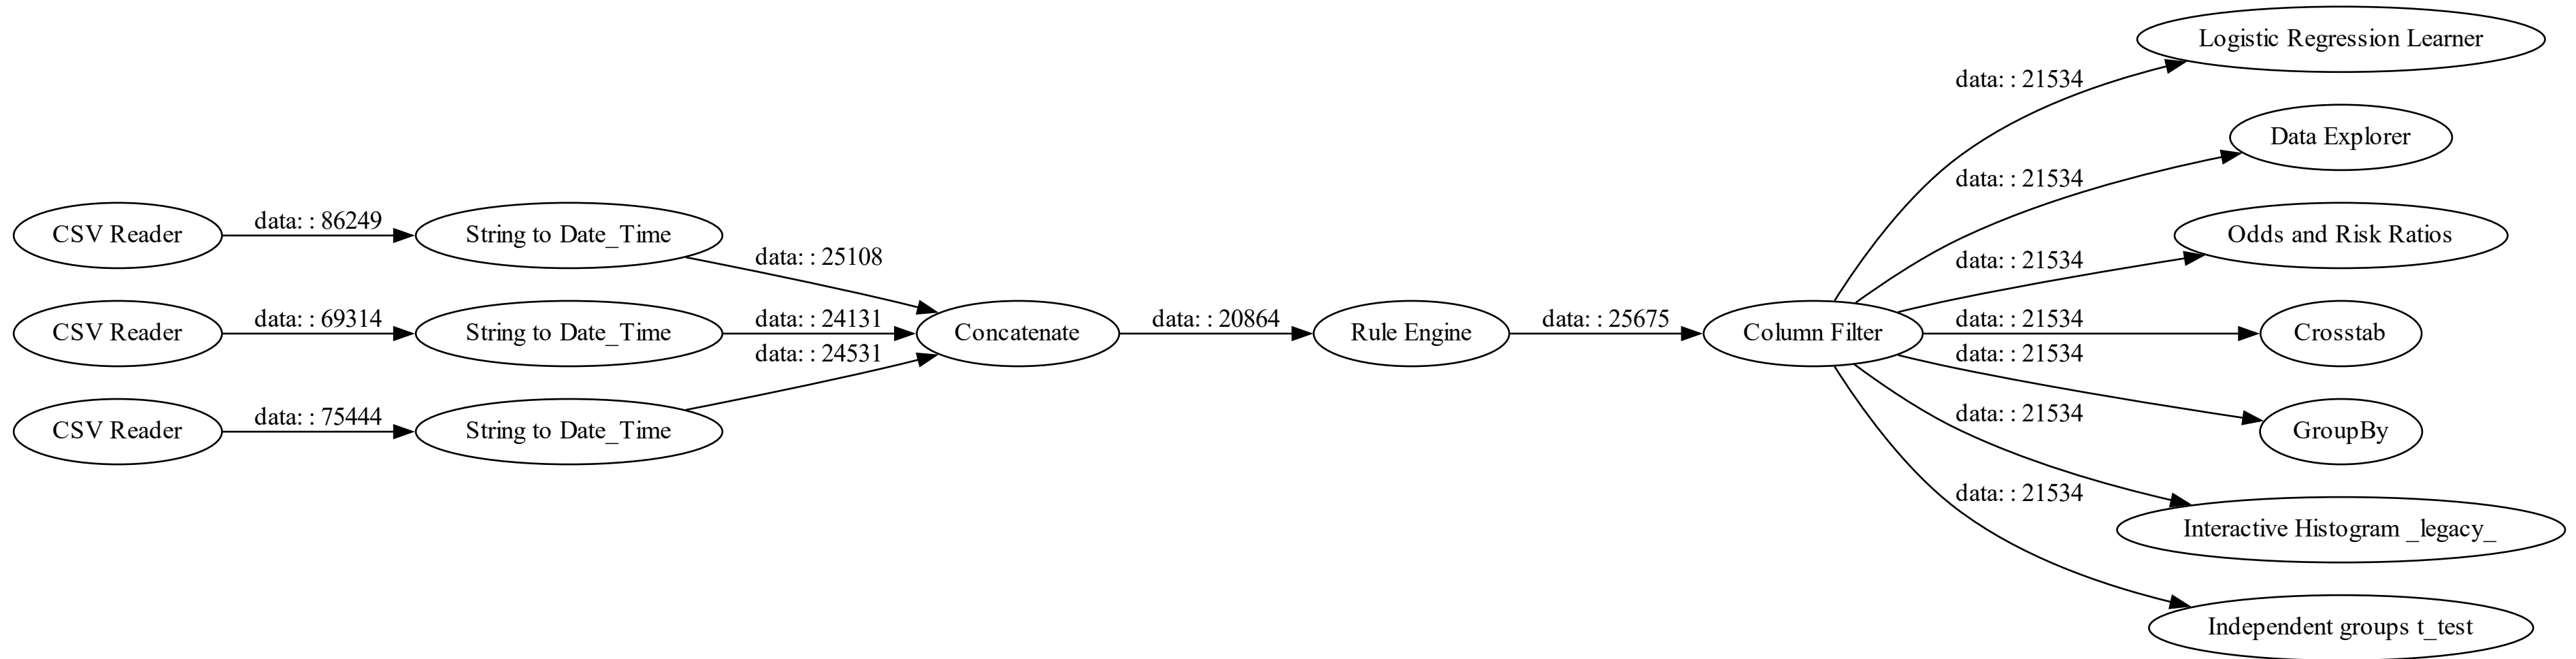 Logistic Regression Learner
data: : 21534
Data Explorer
data: : 21534
CSV Reader
data: : 86249
String to Date_Time
data: : 25108
data: : 21534
Odds and Risk Ratios
CSV Reader
data: : 69314
String to Date_Time
data: : 24131
Concatenate
data: : 20864
Rule Engine
data: : 25675
Column Filter
data: : 21534
Crosstab
data: : 24531
data: : 21534
CSV Reader
data: : 75444
String to Date_Time
GroupBy
data: : 21534
Interactive Histogram _legacy_
data: : 21534
Independent groups t_test